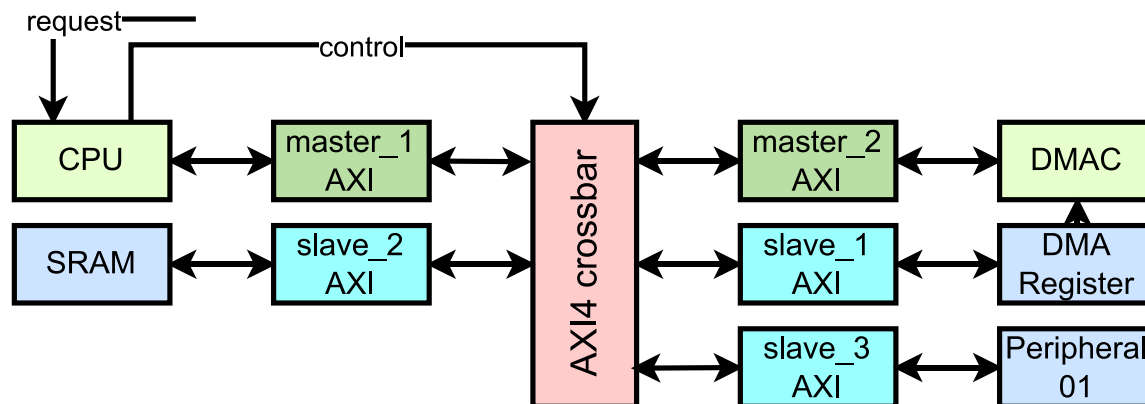 request
control
CPU
master_1
AXI
AXI4 crossbar
master_2
AXI
DMAC
SRAM
slave_2
AXI
slave_1
AXI
DMA
Register
slave_3
AXI
Peripheral
01